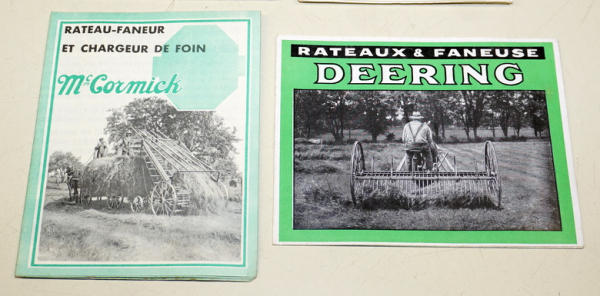 RATEAU-FANEUR
ET CHARGEUR DE FOIN
McCormick
RATEAUX & FANEUSE
DEERING